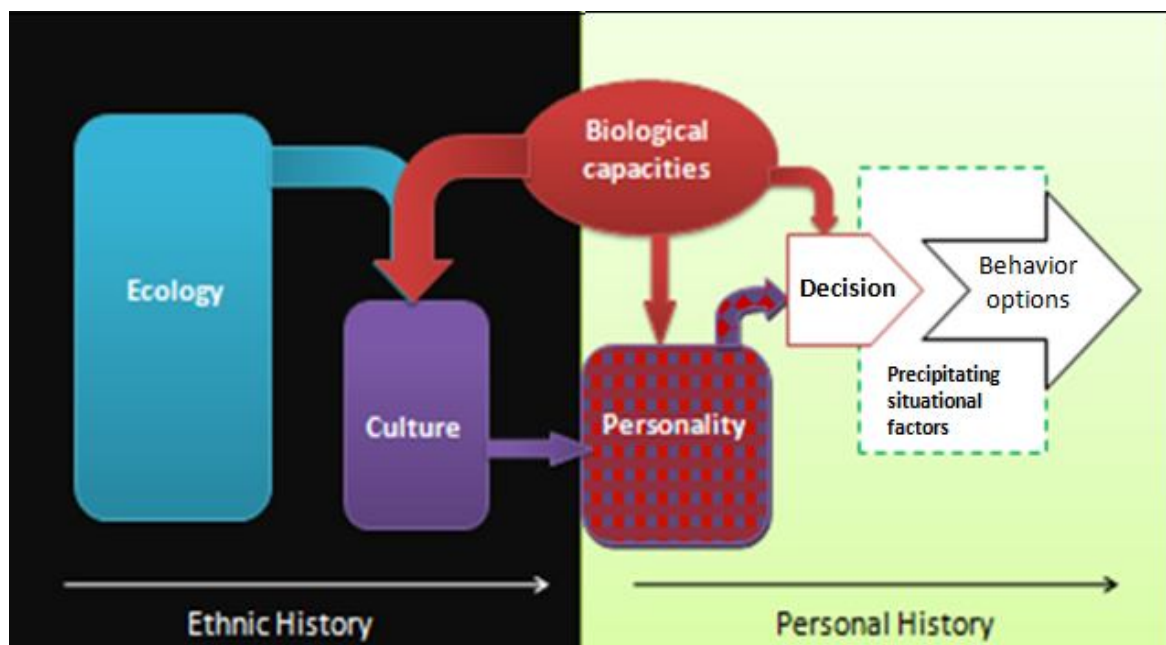 Biological
capacities
Ecology
Culture
Personality
Decision
Behavior
options
Precipitating
situational
factors
Ethnic History
Personal History